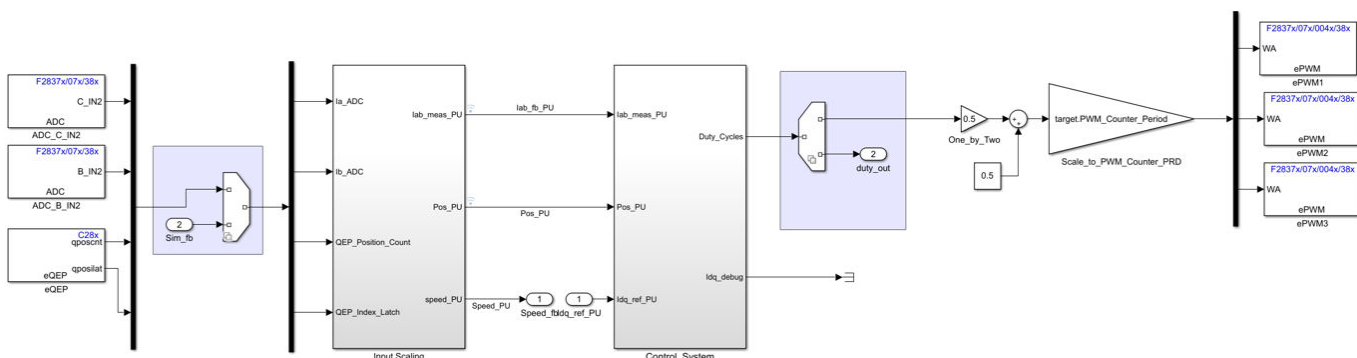 F2837x/07x/38x
C_IN2
ADC
ADC_C_IN2
F2837x/07x/38x
B_IN2
ADC
ADC_B_IN2
C28x
qposcnt
qposilat
eQEP
eQEP
2
Sim_fb
Ia_ADC
Ib_ADC
QEP_Position_Count
QEP_Index_Latch
Iab_meas_PU
Pos_PU
speed_PU
Input Scaling
Iab_fb_PU
Pos_PU
Speed_PU
1
Speed_fb
1
Idq_ref_PU
Iab_meas_PU
Pos_PU
Idq_ref_PU
Duty_Cycles
Idq_debug
Control_System
2
duty_out
0.5
One_by_Two
0.5
+
+
target.PWM_Counter_Period
Scale_to_PWM_Counter_PRD
F2837x/07x/004x/38x
WA
ePWM
ePWM1
F2837x/07x/004x/38x
WA
ePWM
ePWM2
F2837x/07x/004x/38x
WA
ePWM
ePWM3